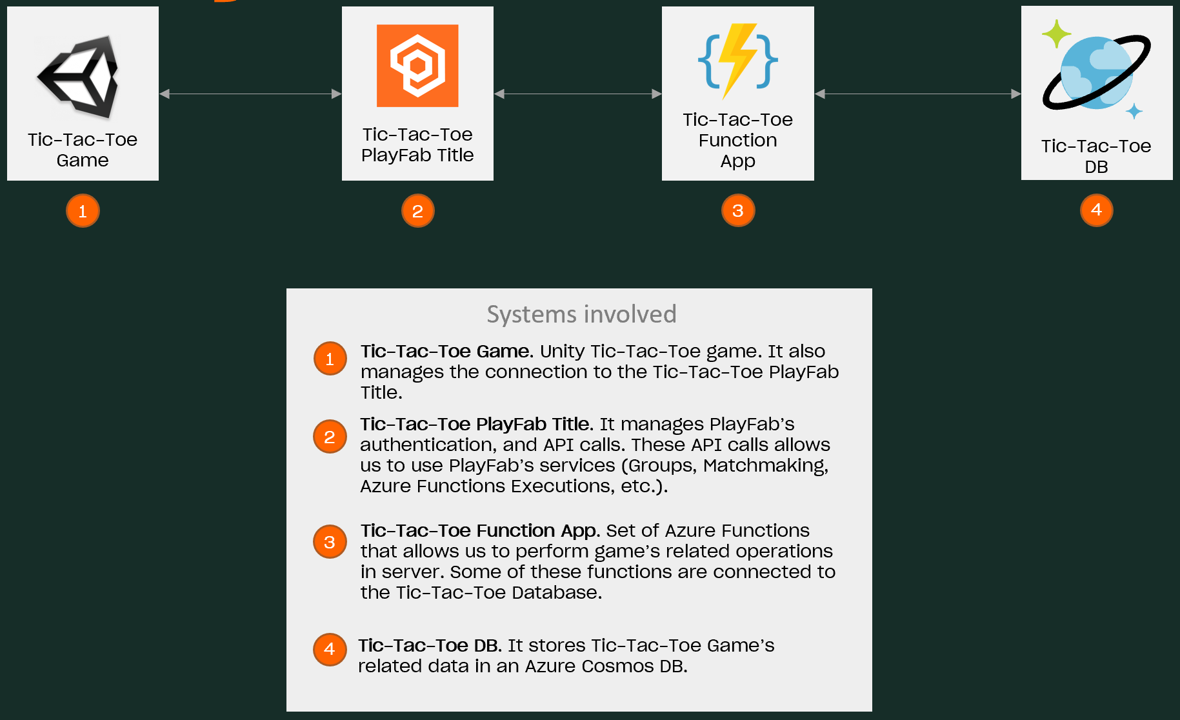 Tic-Tac-Toe
Game
Tic-Tac-Toe
PlayFab Title
Tic-Tac-Toe
Function
App
Tic-Tac-Toe
DB
1
2
3
4
Systems involved
1 Tic-Tac-Toe Game. Unity Tic-Tac-Toe game. It also
manages the connection to the Tic-Tac-Toe PlayFab
Title.
2 Tic-Tac-Toe PlayFab Title. It manages PlayFab's
authentication, and API calls. These API calls allows
us to use PlayFab's services (Groups, Matchmaking,
Azure Functions Executions, etc.).
3 Tic-Tac-Toe Function App. Set of Azure Functions
that allows us to perform game's related operations
in server. Some of these functions are connected to
the Tic-Tac-Toe Database.
4 Tic-Tac-Toe DB. It stores Tic-Tac-Toe Game's
related data in an Azure Cosmos DB.